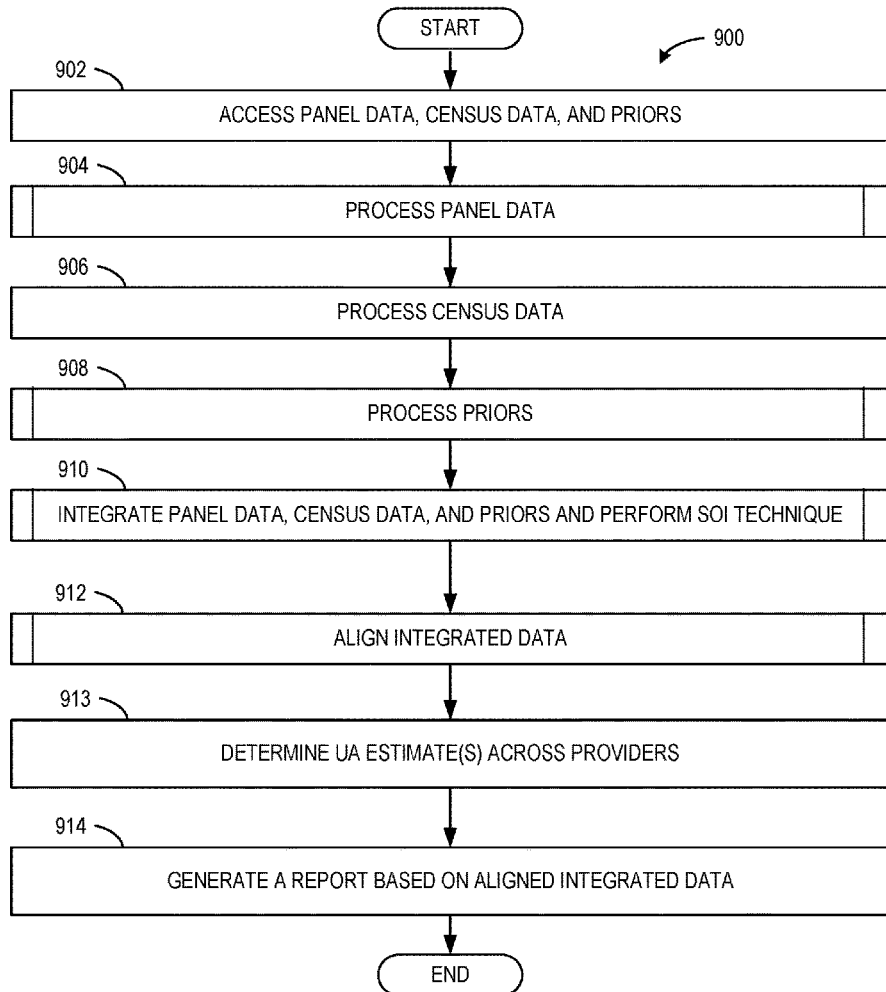 START
900
902
ACCESS PANEL DATA, CENSUS DATA, AND PRIORS
904
PROCESS PANEL DATA
906
PROCESS CENSUS DATA
908
PROCESS PRIORS
910
INTEGRATE PANEL DATA, CENSUS DATA, AND PRIORS AND PERFORM SOI TECHNIQUE
912
ALIGN INTEGRATED DATA
913
DETERMINE UA ESTIMATE(S) ACROSS PROVIDERS
914
GENERATE A REPORT BASED ON ALIGNED INTEGRATED DATA
END